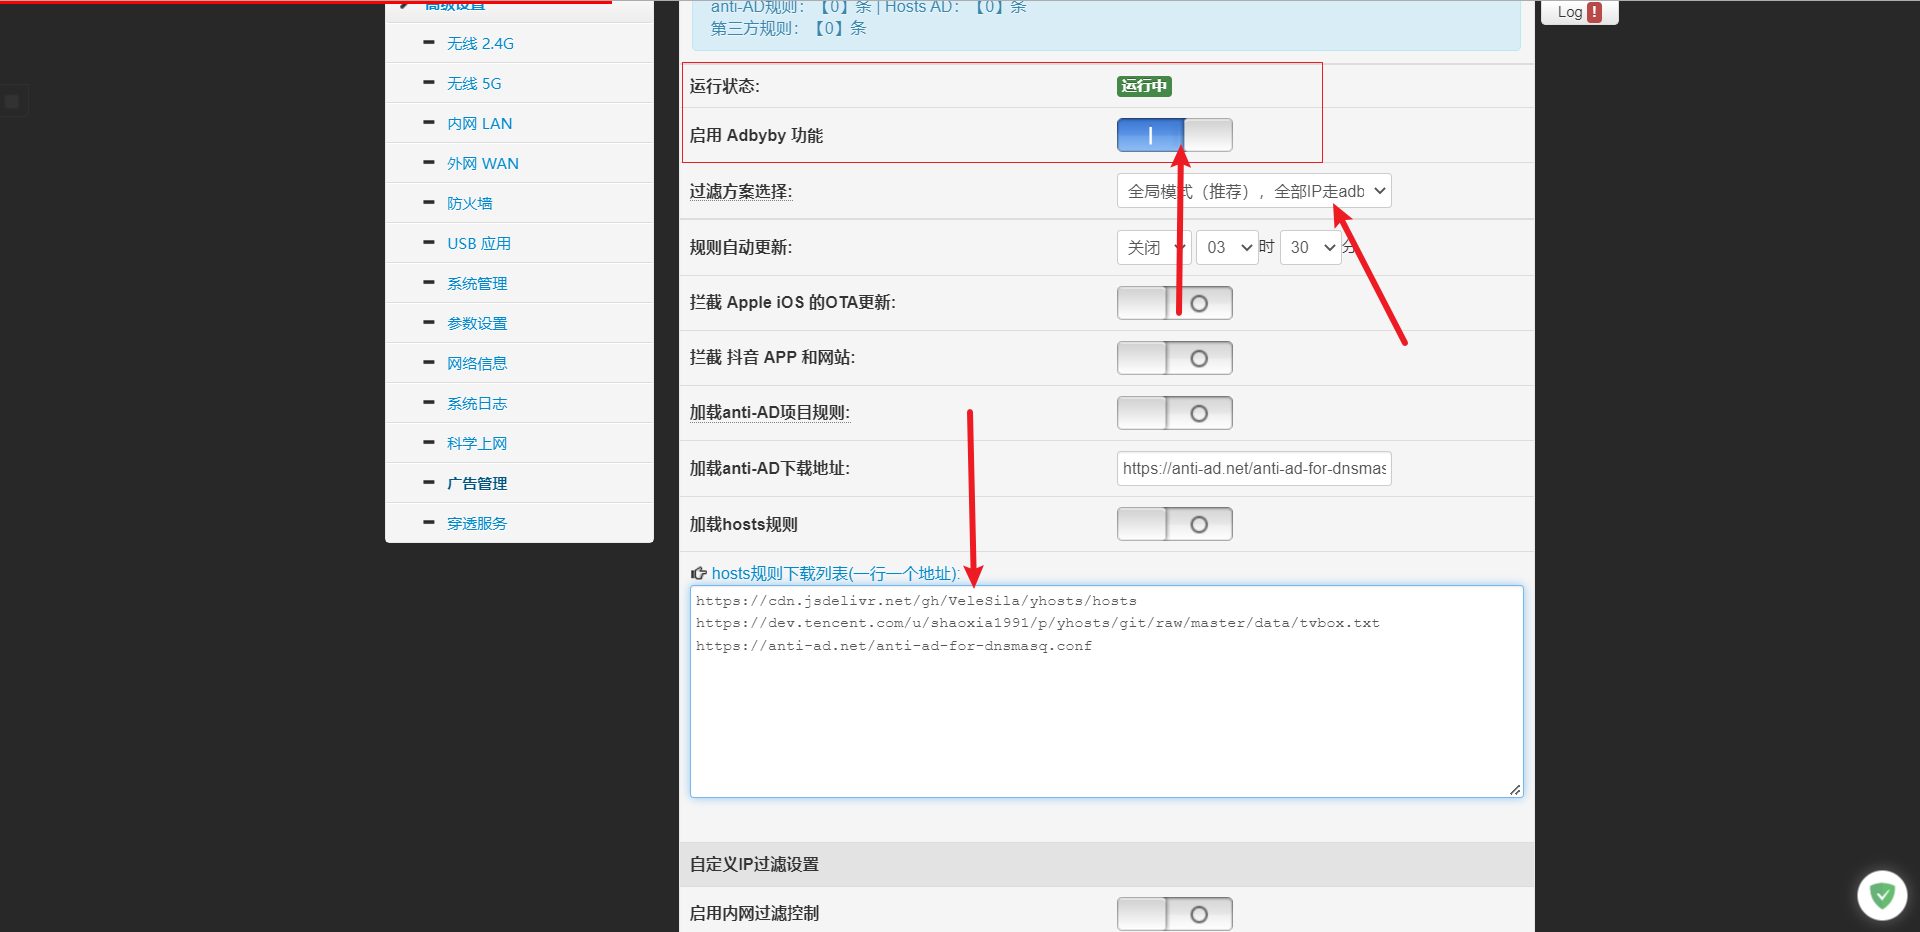 高级设置
无线 2.4G
无线 5G
内网 LAN
外网 WAN
防火墙
USB 应用
系统管理
参数设置
网络信息
系统日志
科学上网
广告管理
穿透服务
anti-AD规则：【0】条 | Hosts AD：【0】条
第三方规则：【0】条
运行状态: 运行中
启用 Adbyby 功能
过滤方案选择: 全局模式（推荐），全部IP走adb
规则自动更新: 关闭 03 时 30 分
拦截 Apple iOS 的OTA更新:
拦截 抖音 APP 和网站:
加载anti-AD项目规则:
加载anti-AD下载地址: https://anti-ad.net/anti-ad-for-dnsmas
加载hosts规则
hosts规则下载列表(一行一个地址):
https://cdn.jsdelivr.net/gh/VeleSila/yhosts/hosts
https://dev.tencent.com/u/shaoxia1991/p/yhosts/git/raw/master/data/tvbox.txt
https://anti-ad.net/anti-ad-for-dnsmasq.conf
自定义IP过滤设置
启用内网过滤控制
Log !